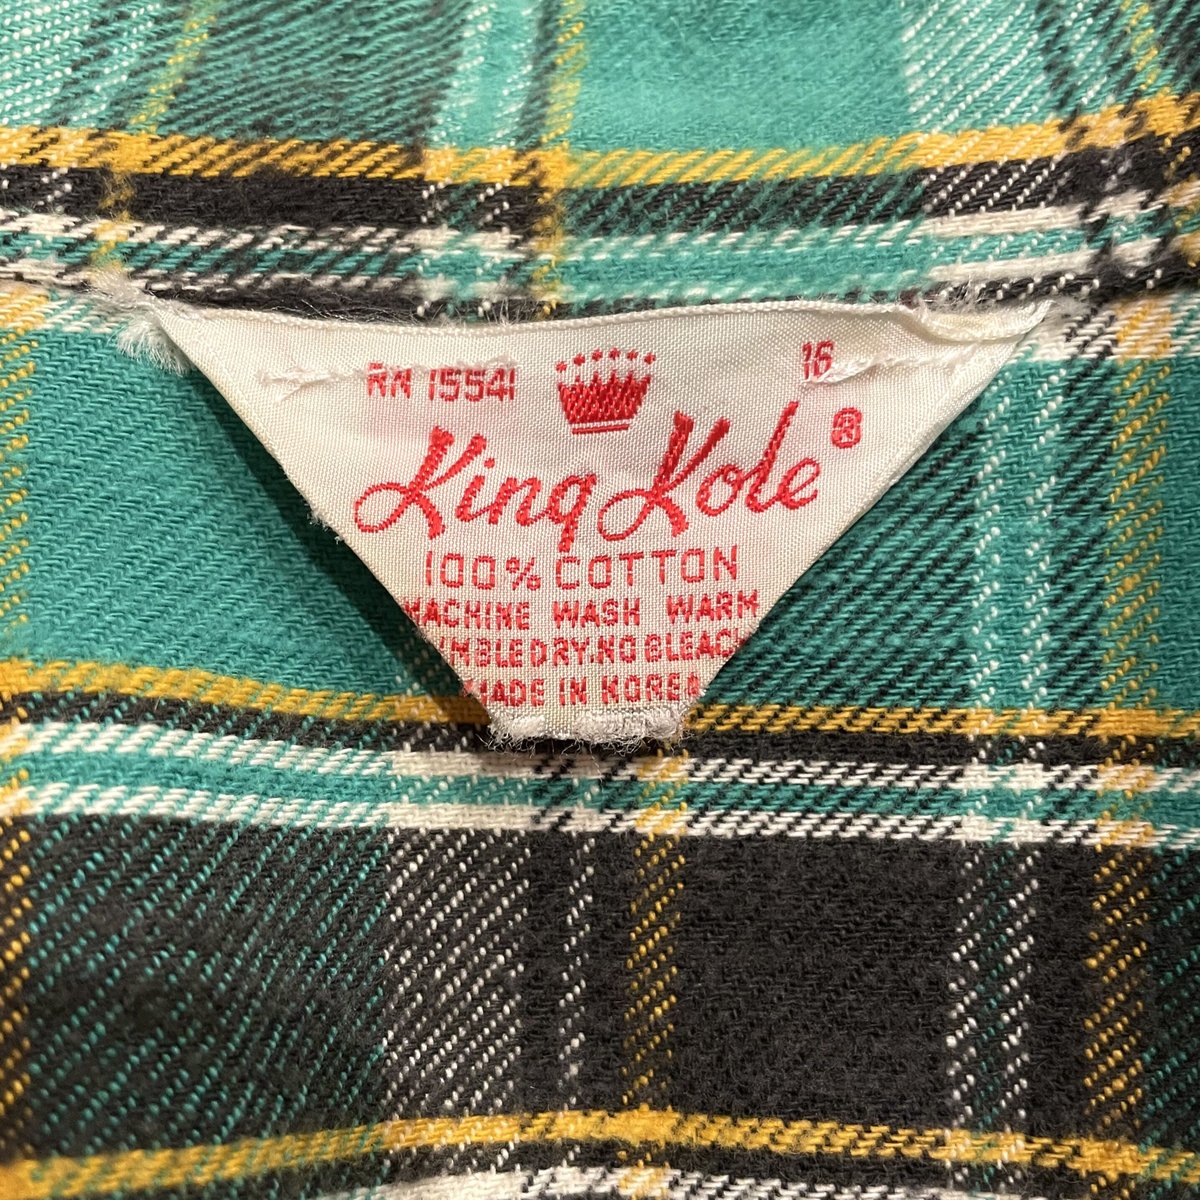 RN 15541 16
King Kole ®
100% COTTON
MACHINE WASH WARM
TUMBLE DRY. NO BLEACH
MADE IN KOREA